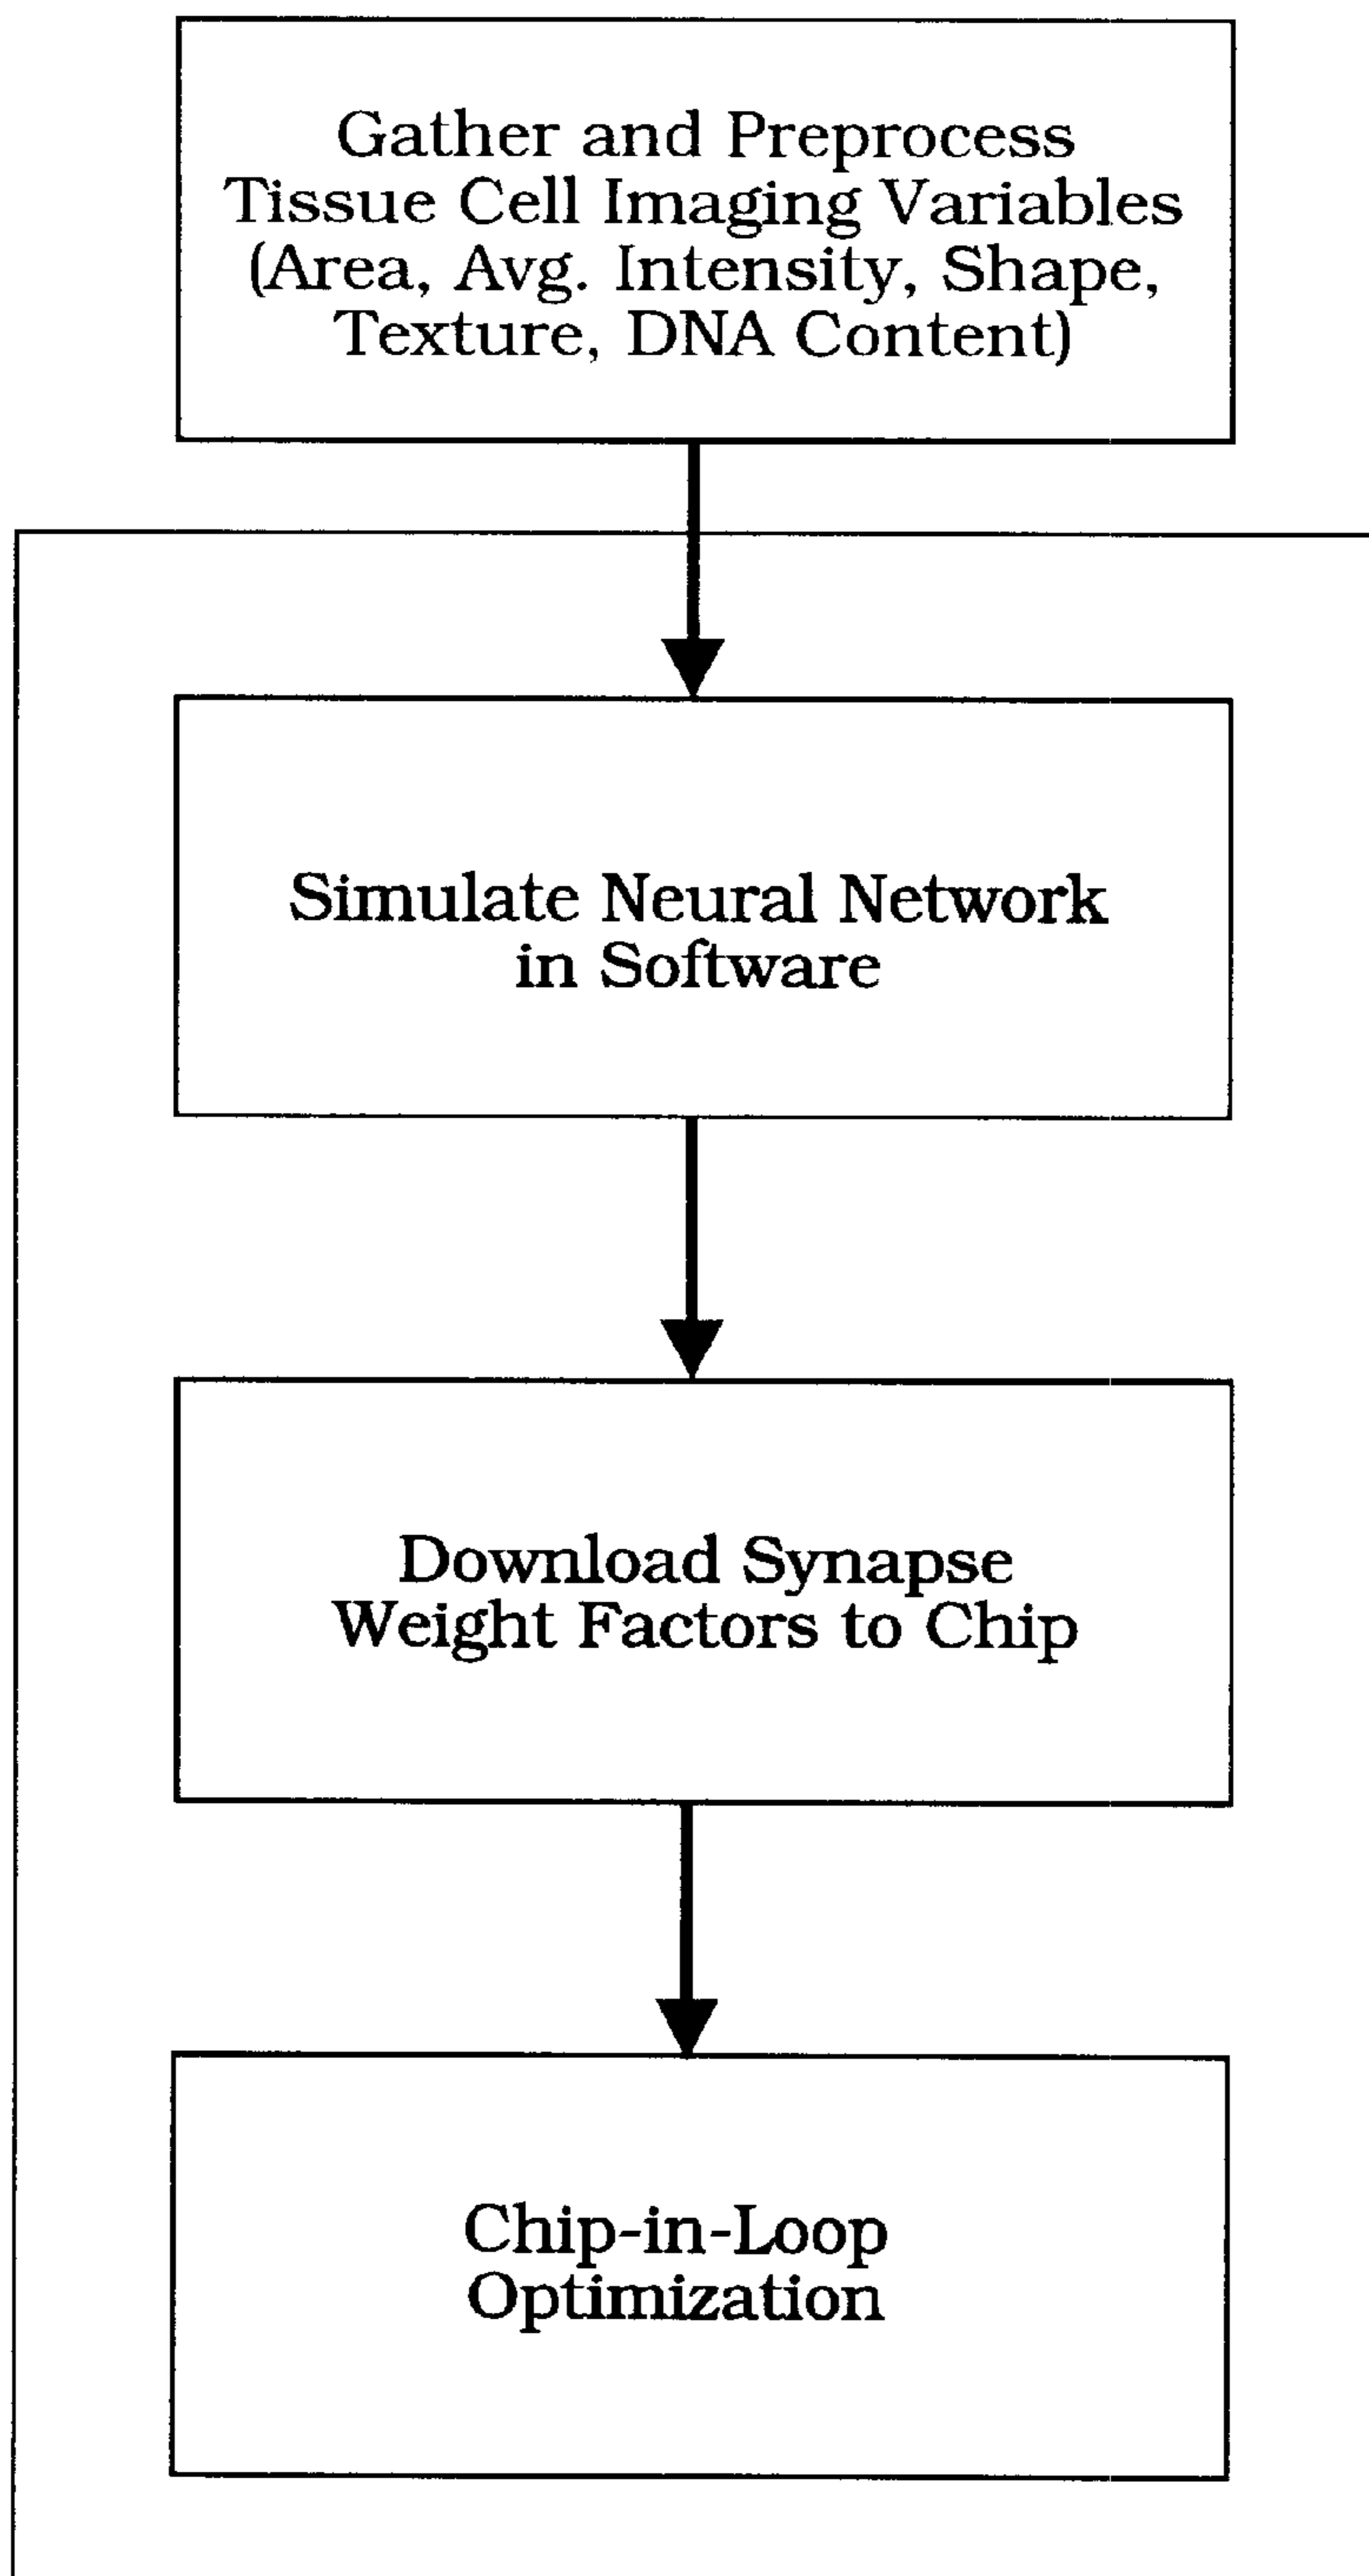 Gather and Preprocess
Tissue Cell Imaging Variables
(Area, Avg. Intensity, Shape,
Texture, DNA Content)
Simulate Neural Network
in Software
Download Synapse
Weight Factors to Chip
Chip-in-Loop
Optimization